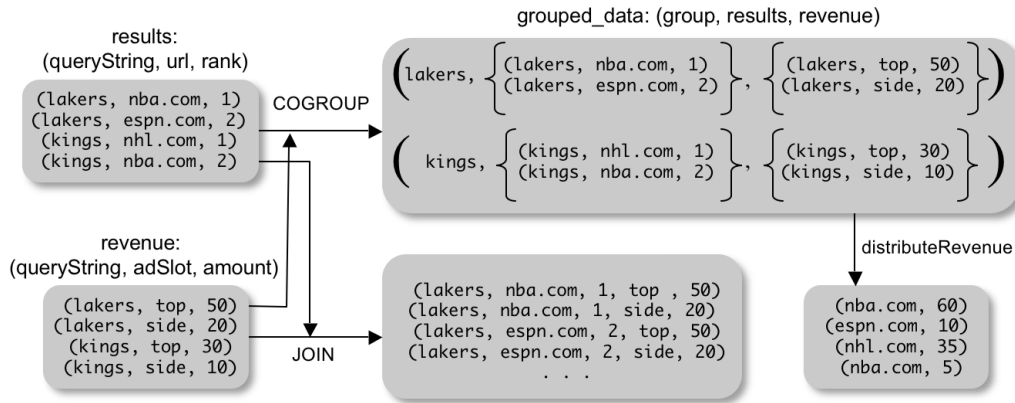 grouped_data: (group, results, revenue)
results:
(queryString, url, rank)
(lakers, nba.com, 1)
(lakers, espn.com, 2)
(kings, nhl.com, 1)
(kings, nba.com, 2)
COGROUP
(lakers, {(lakers, nba.com, 1)
(lakers, espn.com, 2)}, {(lakers, top, 50)
(lakers, side, 20)})
( kings, {(kings, nhl.com, 1)
(kings, nba.com, 2)}, {(kings, top, 30)
(kings, side, 10)})
revenue:
(queryString, adSlot, amount)
(lakers, top, 50)
(lakers, side, 20)
(kings, top, 30)
(kings, side, 10)
JOIN
(lakers, nba.com, 1, top , 50)
(lakers, nba.com, 1, side, 20)
(lakers, espn.com, 2, top, 50)
(lakers, espn.com, 2, side, 20)
. . .
distributeRevenue
(nba.com, 60)
(espn.com, 10)
(nhl.com, 35)
(nba.com, 5)